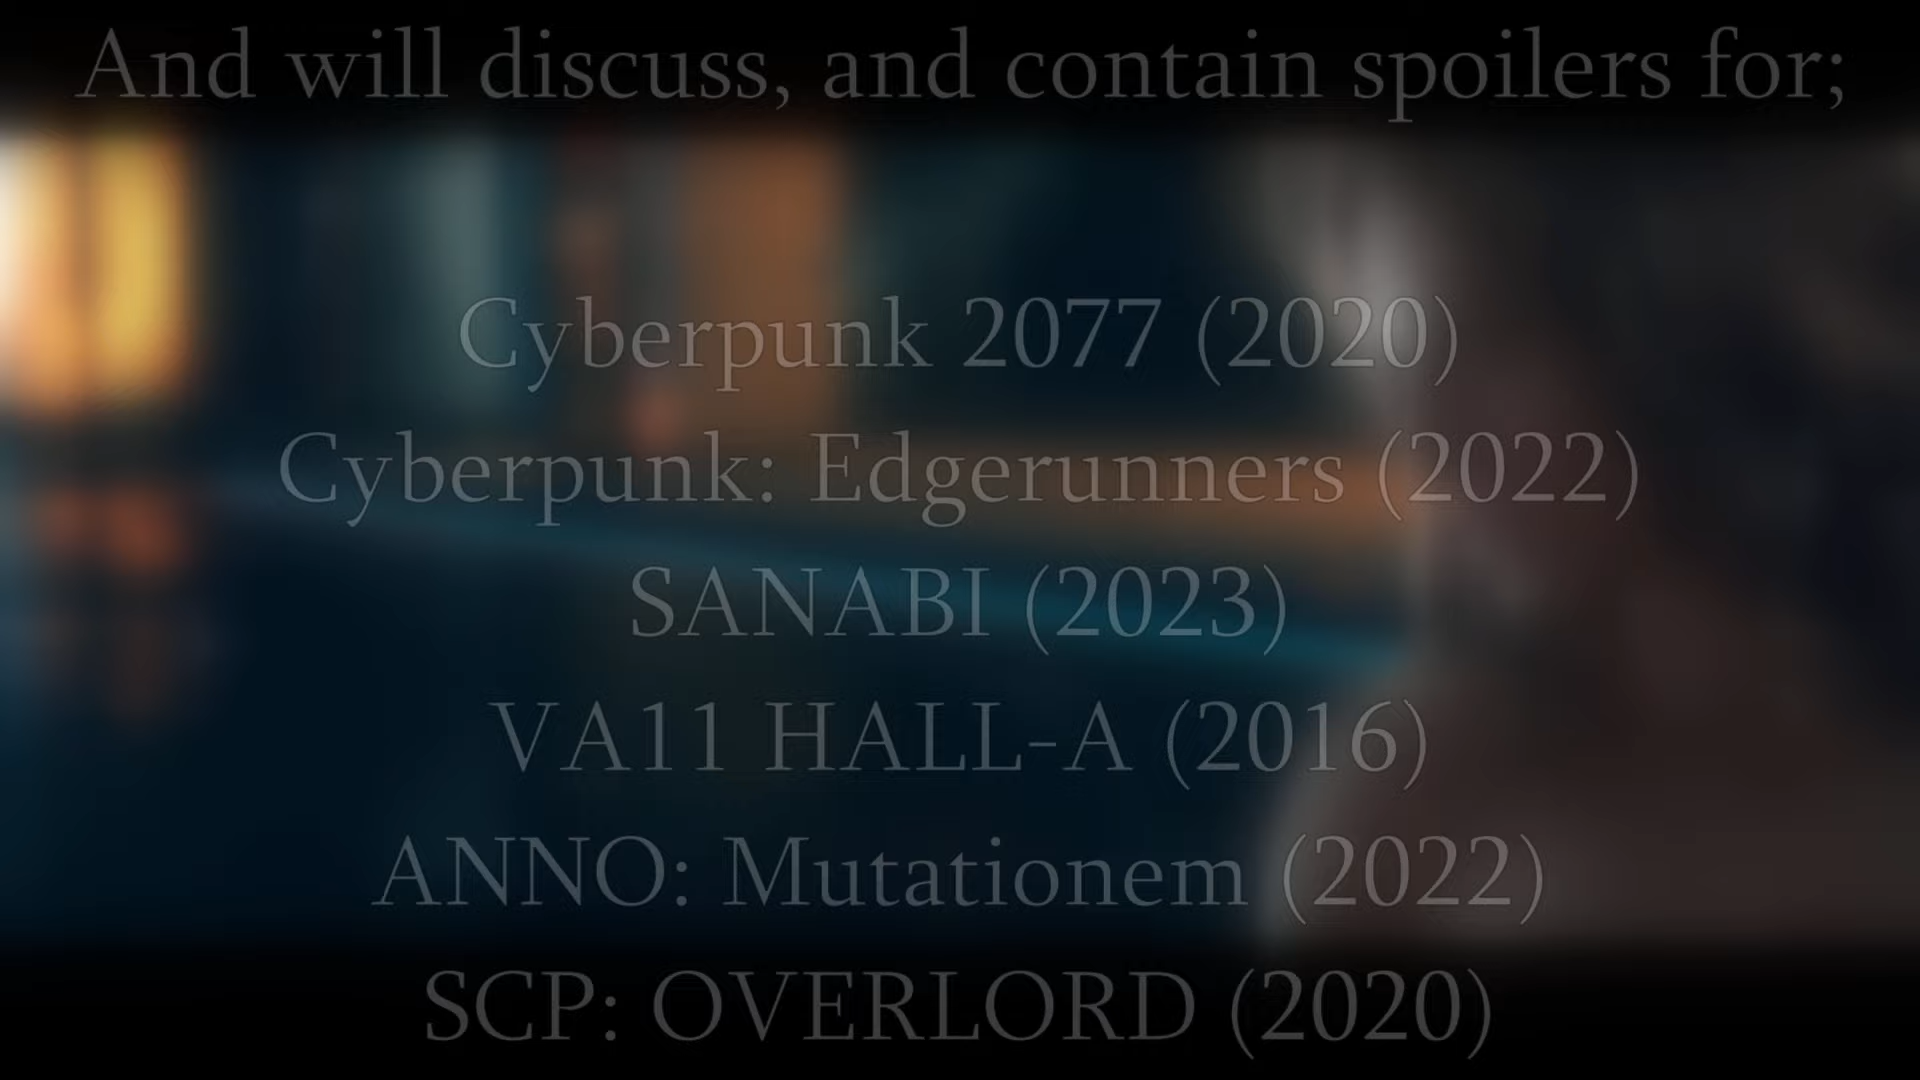 And will discuss, and contain spoilers for;
Cyberpunk 2077 (2020)
Cyberpunk: Edgerunners (2022)
SANABI (2023)
VA11 HALL-A (2016)
ANNO: Mutationem (2022)
SCP: OVERLORD (2020)